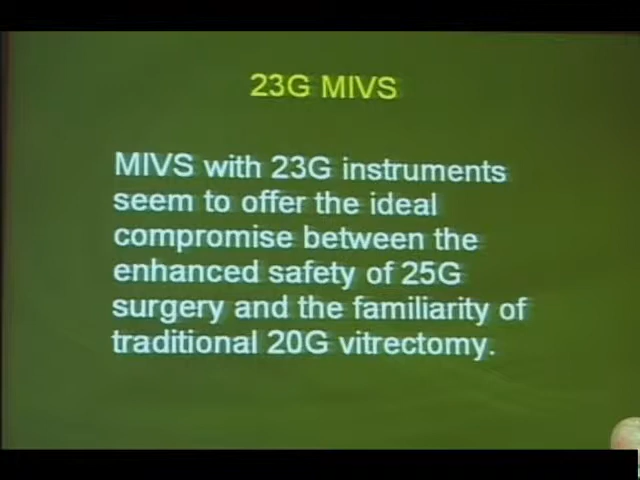 23G MIVS
MIVS with 23G instruments
seem to offer the ideal
compromise between the
enhanced safety of 25G
surgery and the familiarity of
traditional 20G vitrectomy.